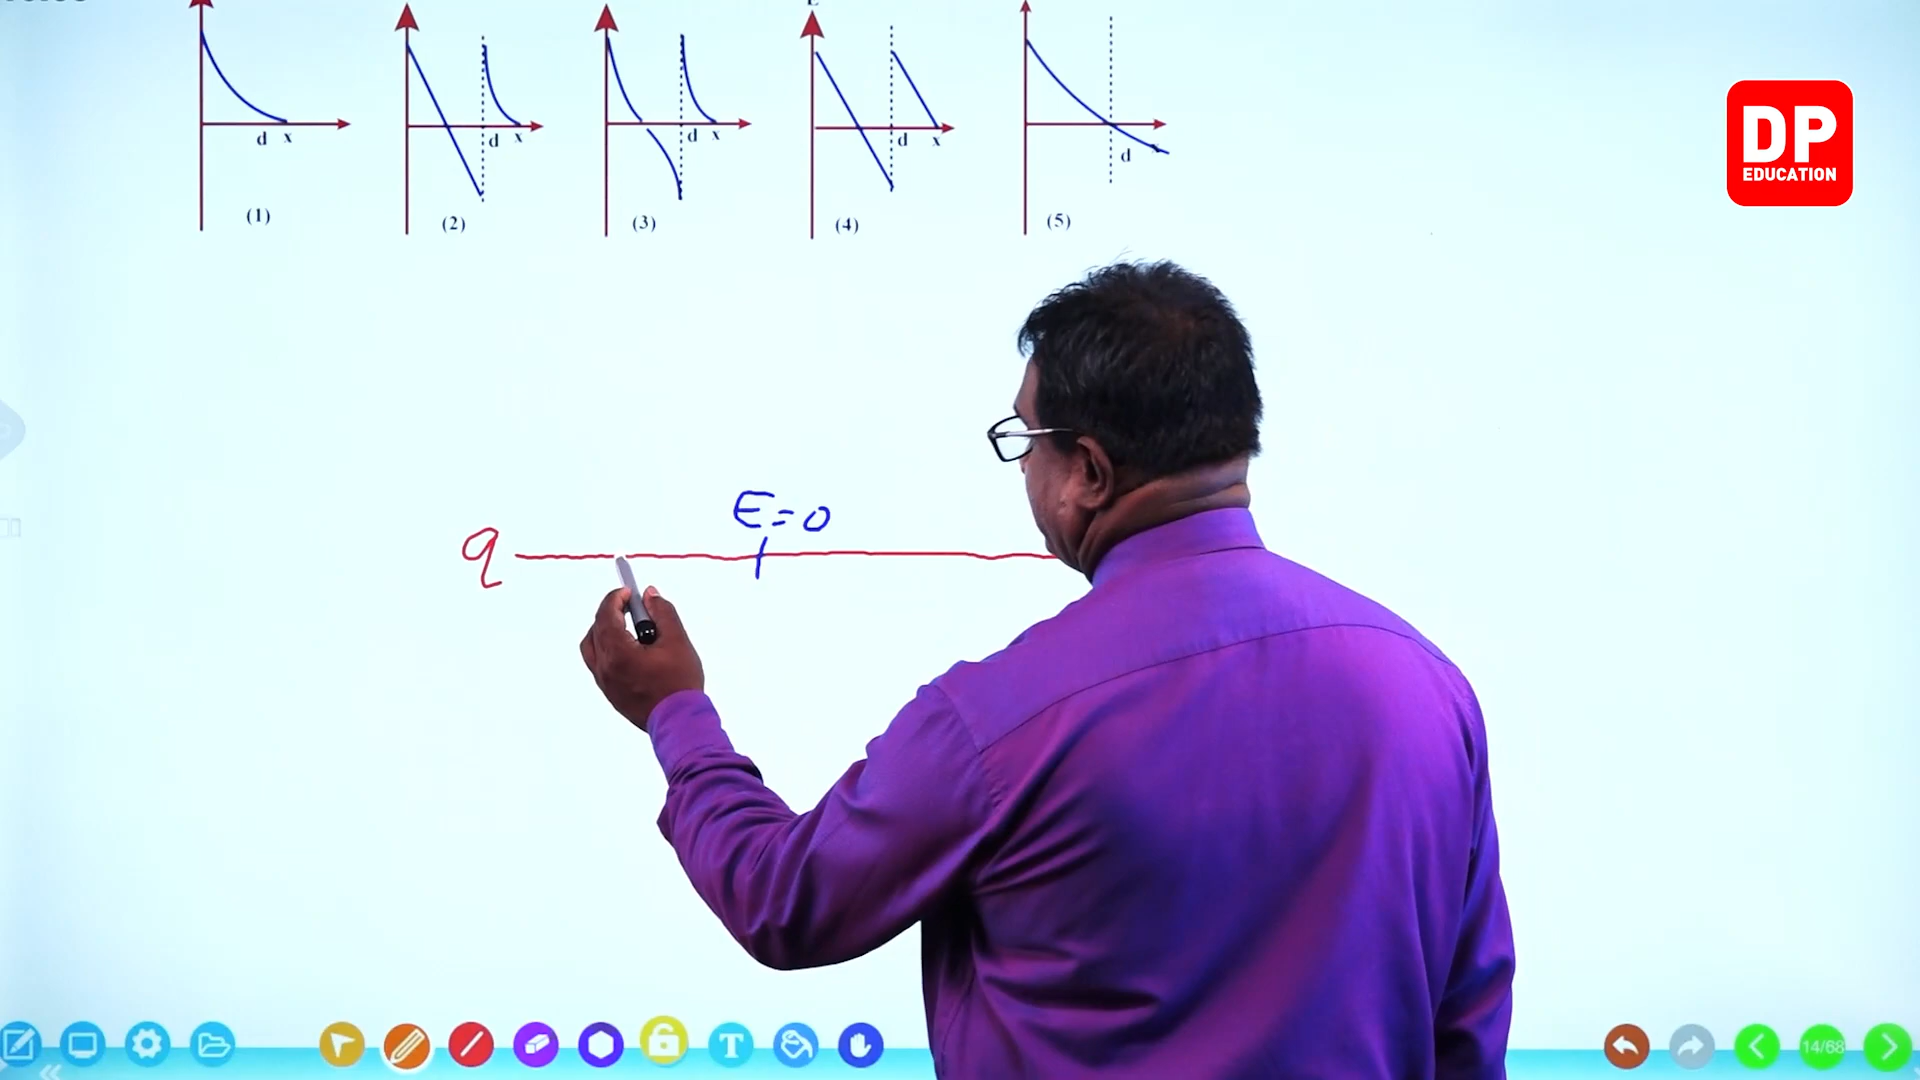 d x
d x
d x
d x
d
(1)
(2)
(3)
(4)
(5)
DP
EDUCATION
E=0
q
T
14/68